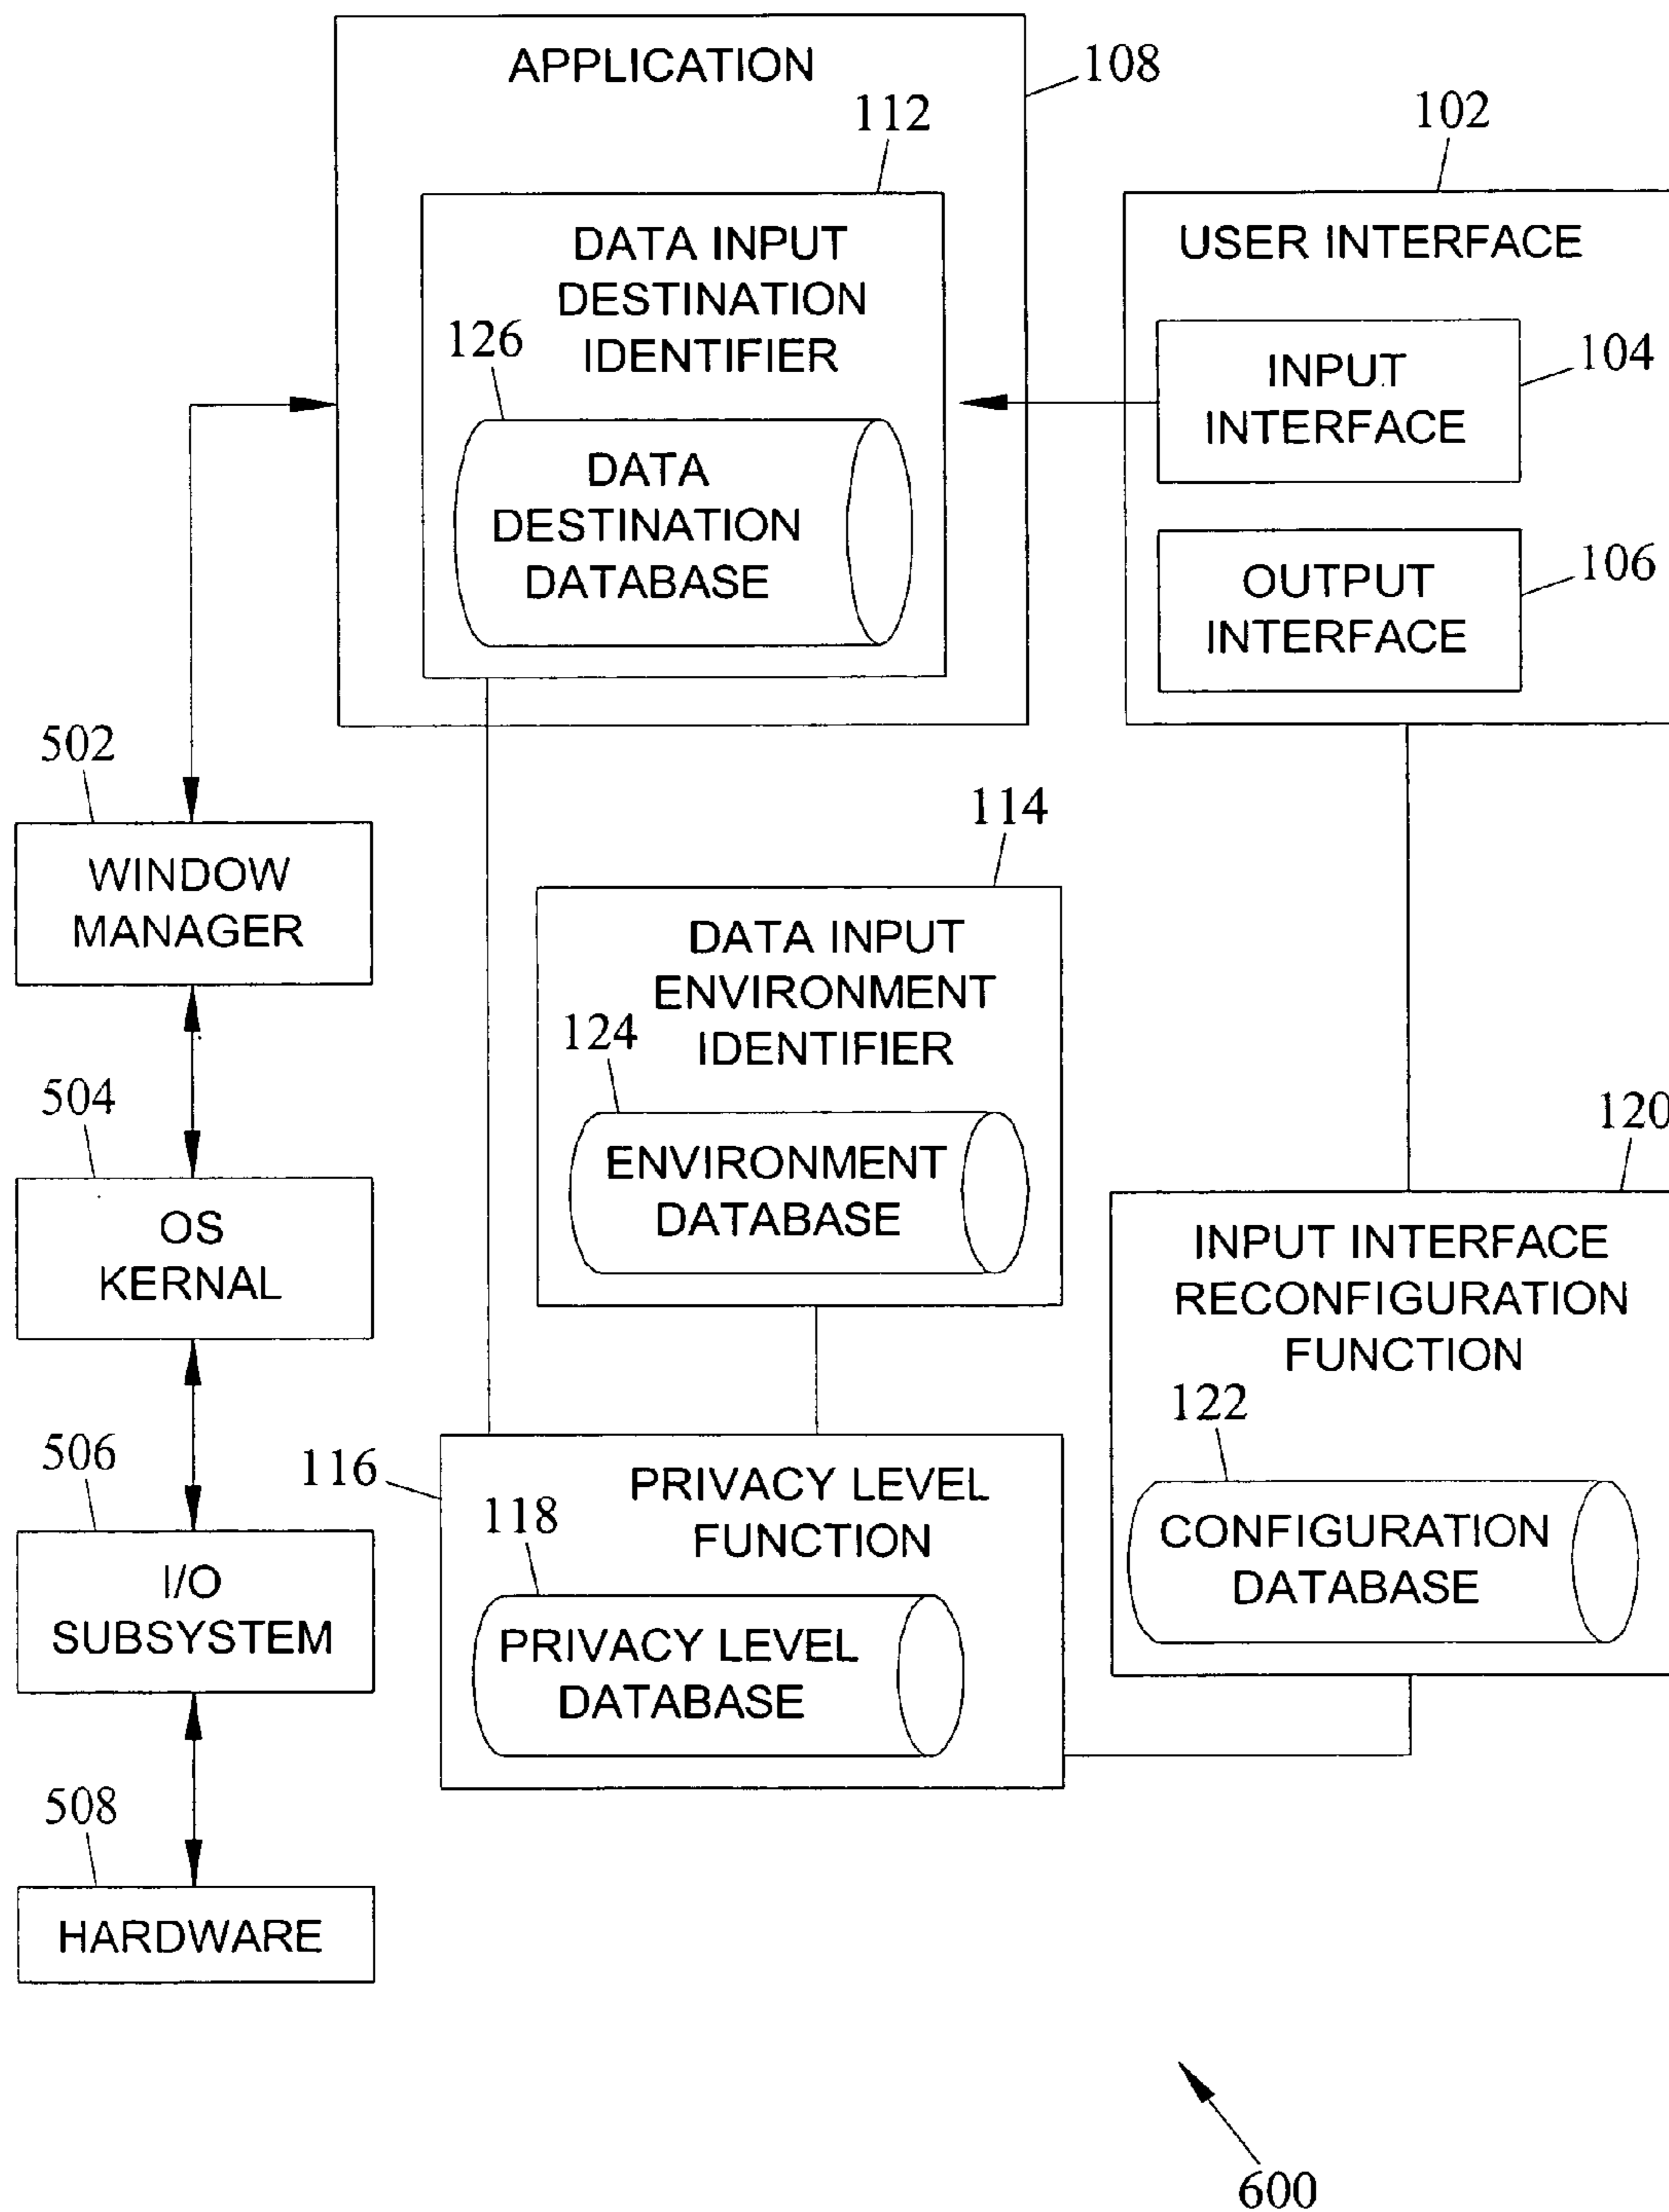 APPLICATION
108
112
102
DATA INPUT
DESTINATION
IDENTIFIER
126
DATA
DESTINATION
DATABASE
USER INTERFACE
INPUT
INTERFACE
104
OUTPUT
INTERFACE
106
502
WINDOW
MANAGER
114
DATA INPUT
ENVIRONMENT
IDENTIFIER
124
ENVIRONMENT
DATABASE
504
OS
KERNAL
120
INPUT INTERFACE
RECONFIGURATION
FUNCTION
122
CONFIGURATION
DATABASE
506
I/O
SUBSYSTEM
116
PRIVACY LEVEL
FUNCTION
118
PRIVACY LEVEL
DATABASE
508
HARDWARE
600